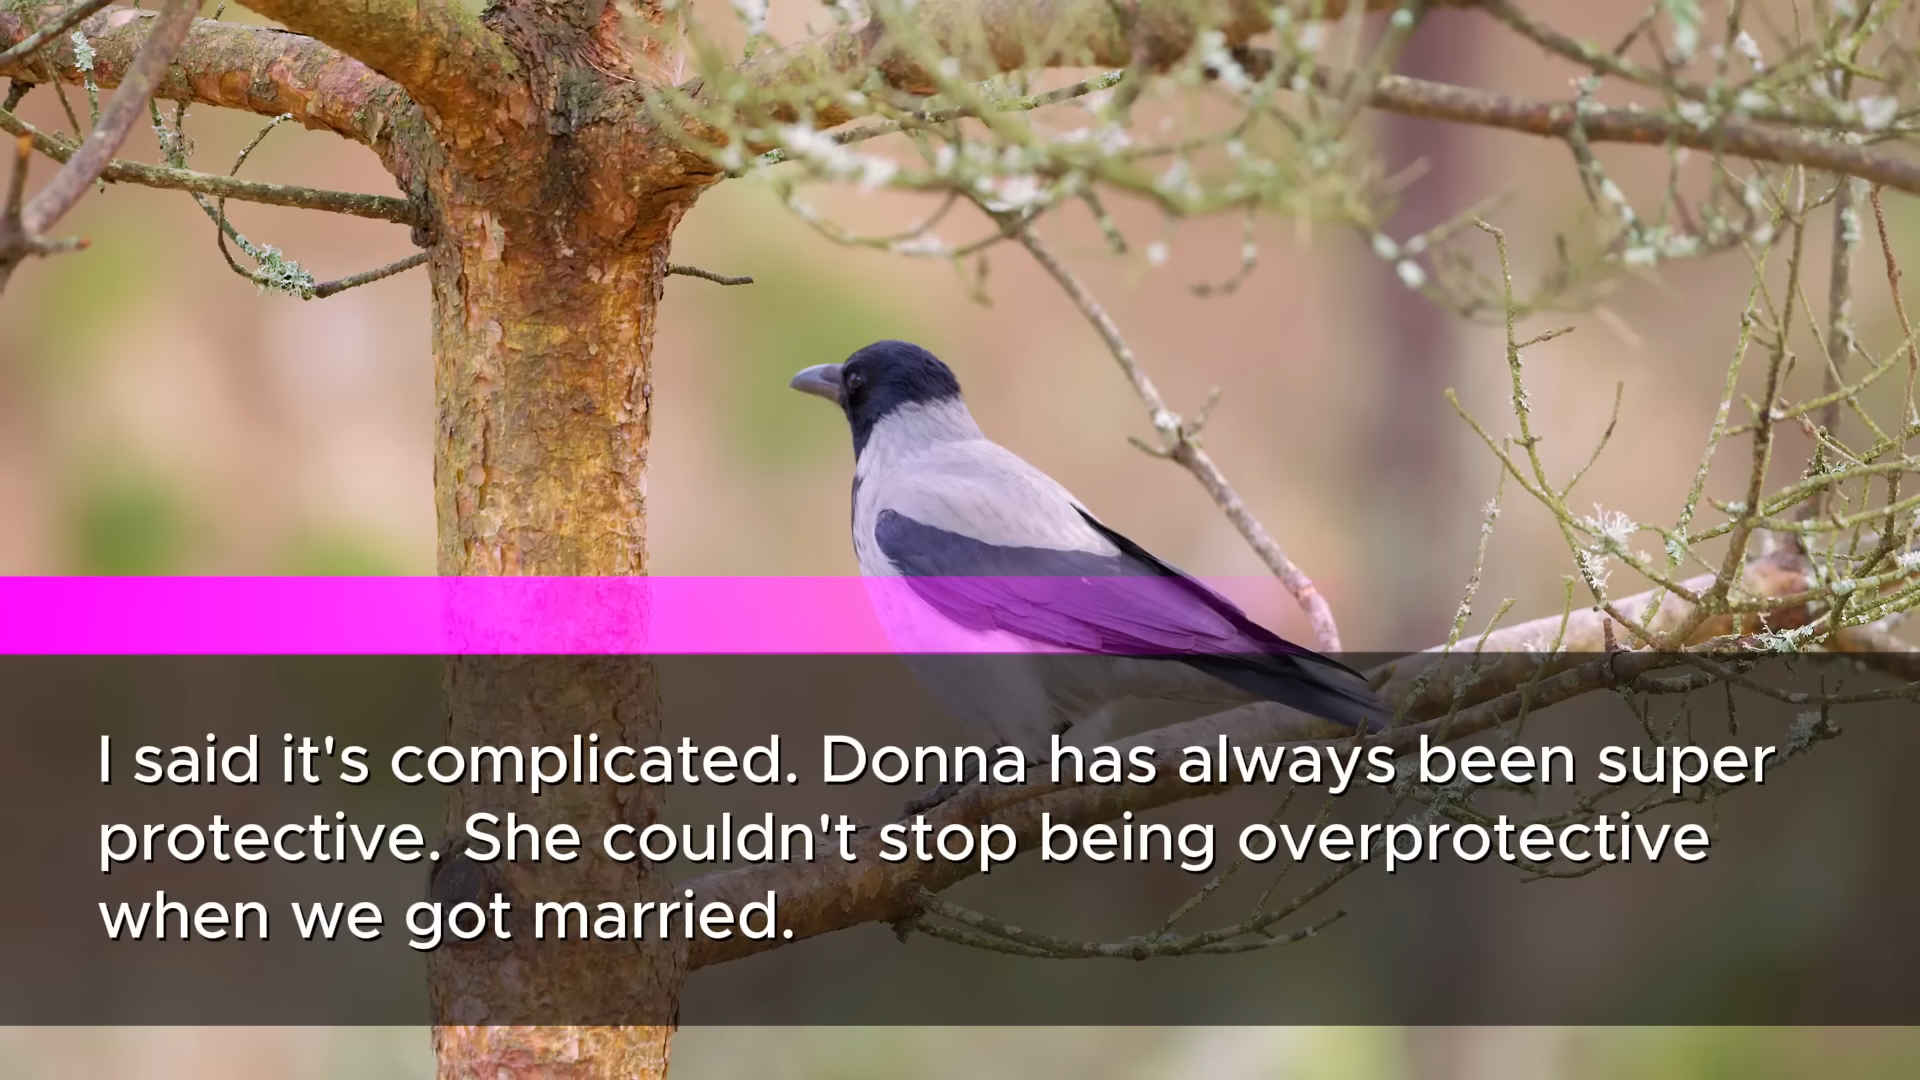 I said it's complicated. Donna has always been super
protective. She couldn't stop being overprotective
when we got married.